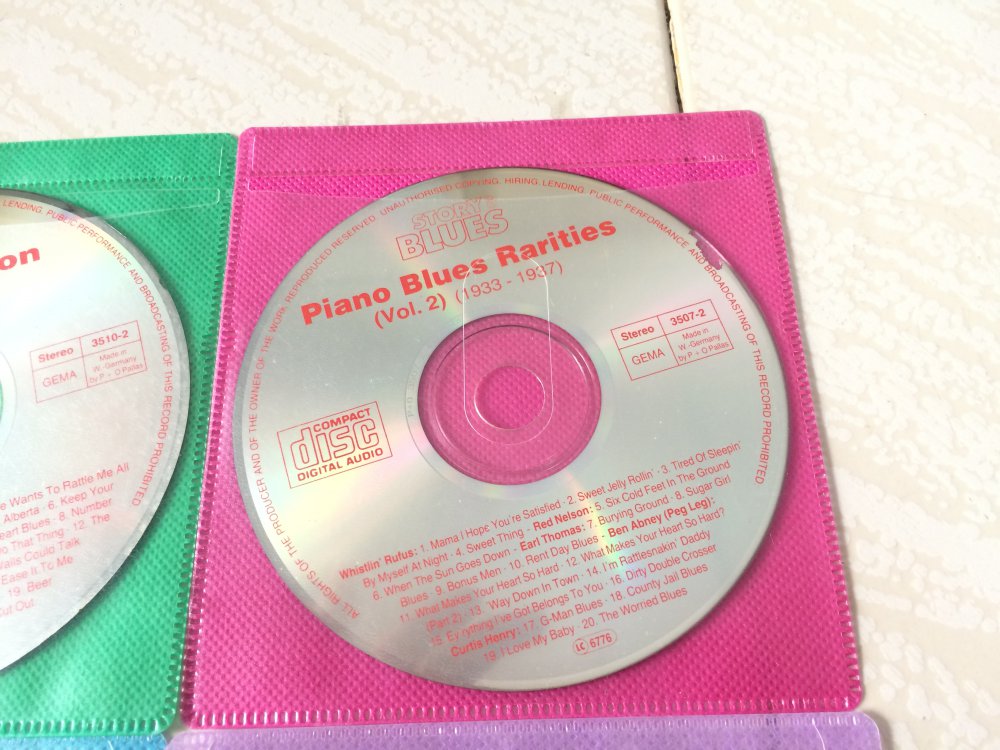 on
LENDING, PUBLIC PERFORMANCE AND BROADCASTING OF THIS RECORD PROHIBITED
Stereo 3510-2
GEMA Made in
W.-Germany
by P + O Pallas
e Wants To Rattle Me All
Alberta · 6. Keep Your
eart Blues · 8. Number
o That Thing · 12. The
alls Could Talk
Ease It To Me
19. Beer
Cut Out
ALL RIGHTS OF THE PRODUCER AND OF THE OWNER OF THE WORK REPRODUCED RESERVED. UNAUTHORISED COPYING, HIRING, LENDING, PUBLIC PERFORMANCE AND BROADCASTING OF THIS RECORD PROHIBITED
STORY of
BLUES
Piano Blues Rarities
(Vol. 2) (1933 - 1937)
Stereo 3507-2
GEMA Made in
W.-Germany
by P + O Pallas
COMPACT
disc
DIGITAL AUDIO
Whistlin' Rufus: 1. Mama I Hope You're Satisfied · 2. Sweet Jelly Rollin' · 3. Tired Of Sleepin'
By Myself At Night · 4. Sweet Thing - Red Nelson: 5. Six Cold Feet In The Ground
6. When The Sun Goes Down - Earl Thomas: 7. Burying Ground · 8. Sugar Girl
Blues · 9. Bonus Men · 10. Rent Day Blues - Ben Abney (Peg Leg):
11. What Makes Your Heart So Hard · 12. What Makes Your Heart So Hard?
(Part 2) · 13. 'Way Down In Town · 14. I'm Rattlesnakin' Daddy
15. Ev'rything I've Got Belongs To You · 16. Dirty Double Crosser
Curtis Henry: 17. G-Man Blues · 18. County Jail Blues
19. I Love My Baby · 20. The Worried Blues
LC 6776